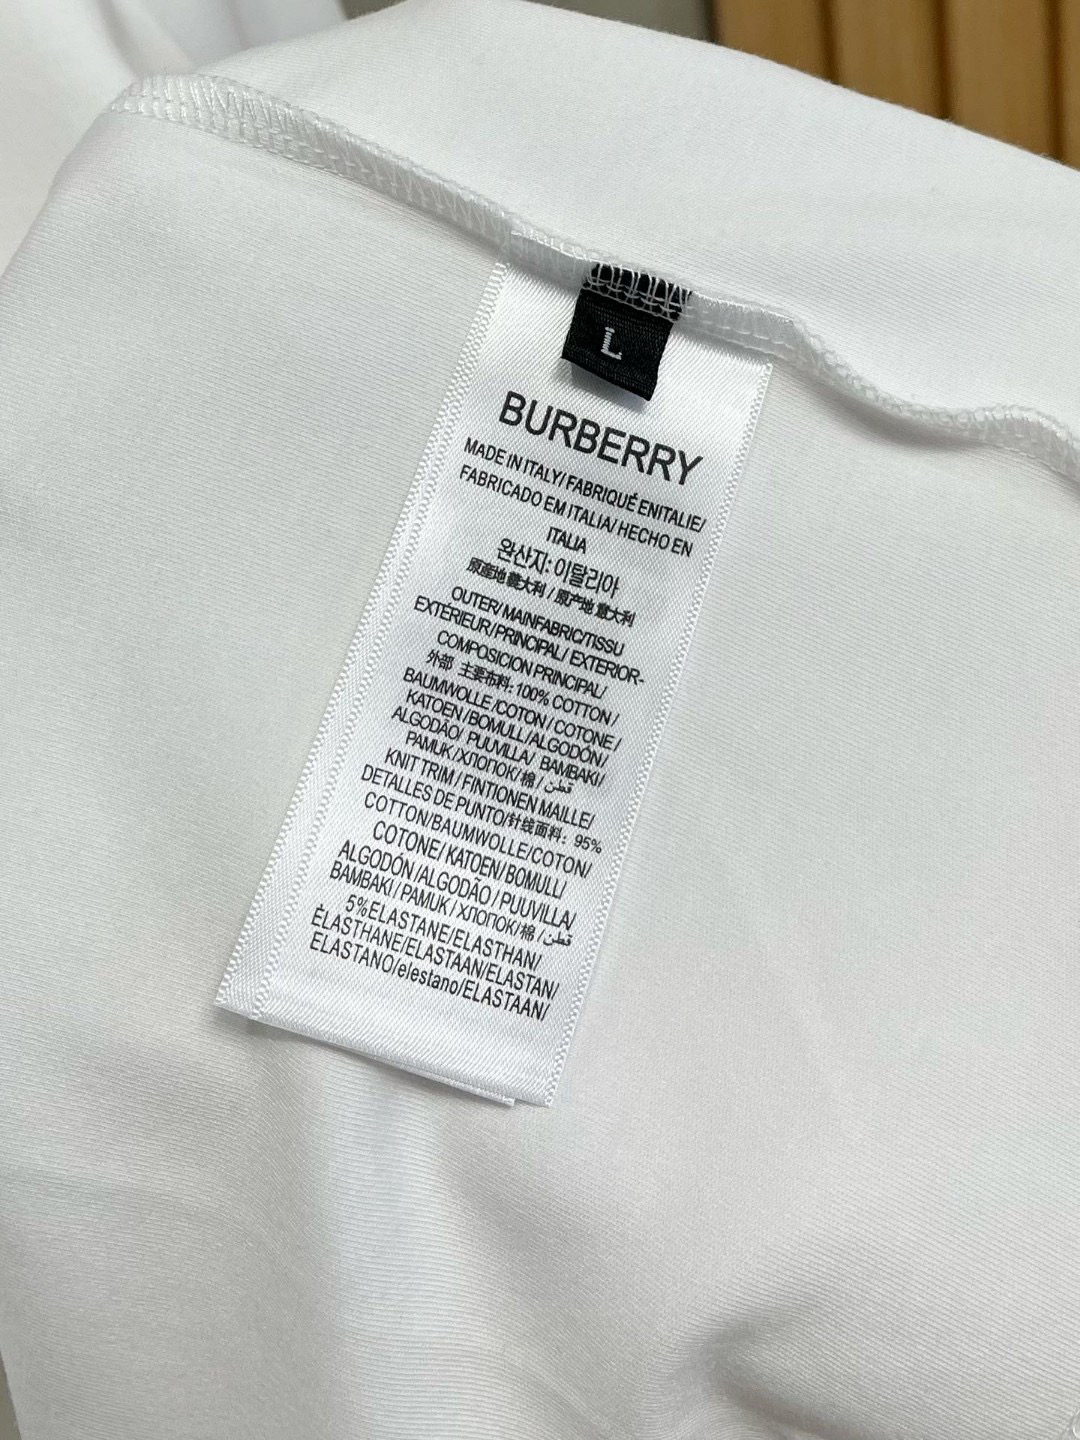 L
BURBERRY
MADE IN ITALY/ FABRIQUÉ ENITALIE/
FABRICADO EM ITALIA/ HECHO EN
ITALIA
완산지: 이탈리아
原產地 義大利 / 原产地 意大利
OUTER/ MAINFABRIC/TISSU
EXTÉRIEUR/PRINCIPAL/ EXTERIOR-
COMPOSICION PRINCIPAL/
外部 主要布料: 100% COTTON /
BAUMWOLLE /COTON / COTONE /
KATOEN / BOMULL/ALGODÓN/
ALGODÃO/ PUUVILLA/ BAMBAKI/
PAMUK /ХЛОПОК/ 棉 / قطن
KNIT TRIM / FINTIONEN MAILLE/
DETALLES DE PUNTO/针线面料: 95%
COTTON/BAUMWOLLE/COTON/
COTONE / KATOEN/ BOMULL/
ALGODÓN /ALGODÃO / PUUVILLA/
BAMBAKI / PAMUK / ХЛОПОК/ 棉 / قطن
5%ELASTANE/ELASTHAN/
ÉLASTHANE/ELASTAAN/ELASTAN/
ELASTANO/elestano/ELASTAAN/